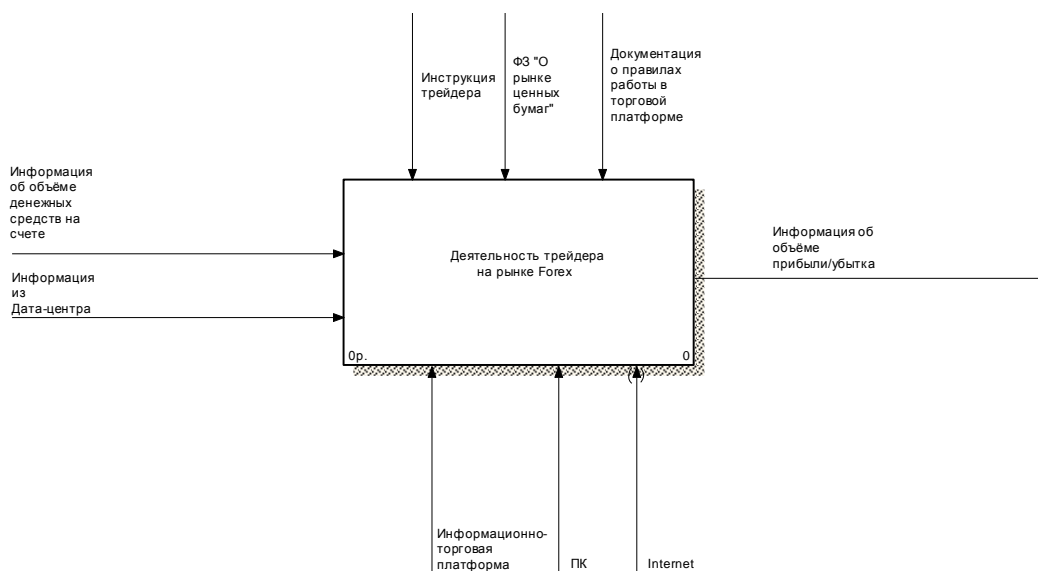 Инструкция
трейдера
ФЗ "О
рынке
ценных
бумаг"
Документация
о правилах
работы в
торговой
платформе
Информация
об объёме
денежных
средств на
счете
Информация
из
Дата-центра
Деятельность трейдера
на рынке Forex
0р.
0
Информация об
объёме
прибыли/убытка
Информационно-
торговая
платформа
ПК
Internet